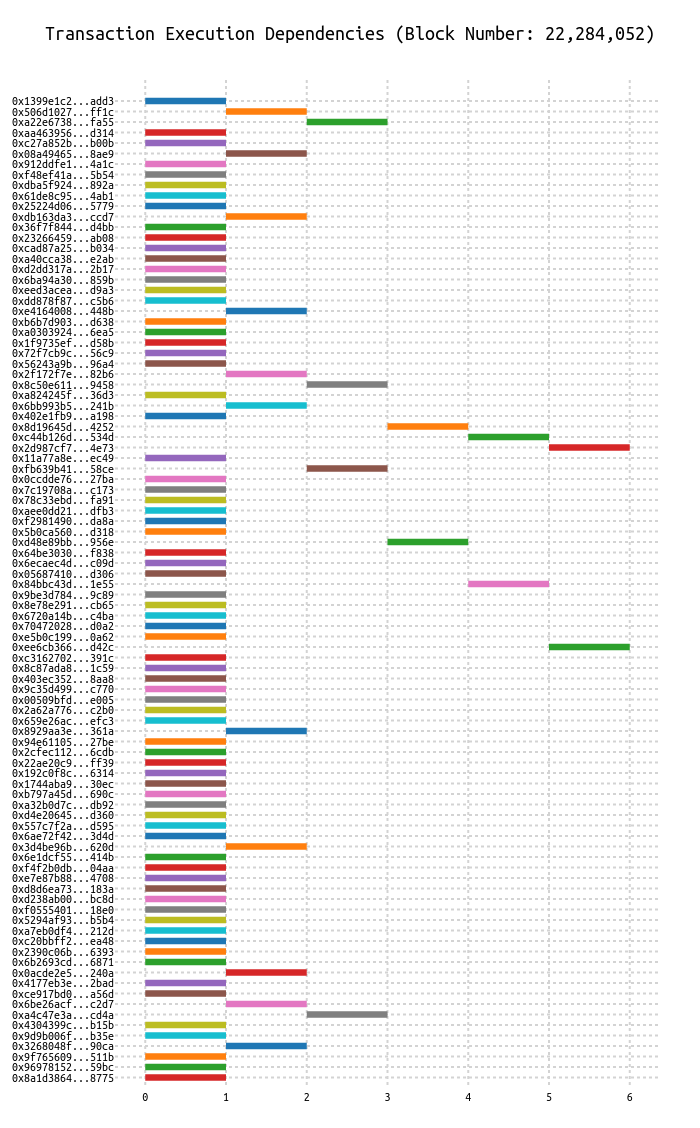 Transaction Execution Dependencies (Block Number: 22,284,052)
0x1399e1c2...add3
0x506d1027...ff1c
0xa22e6738...fa55
0xaa463956...d314
0xc27a852b...b00b
0x08a49465...8ae9
0x912ddfe1...4a1c
0xf48ef41a...5b54
0xdba5f924...892a
0x61de8c95...4ab1
0x25224d06...5779
0xdb163da3...ccd7
0x36f7f844...d4bb
0x23266459...ab08
0xcad87a25...b034
0xa40cca38...e2ab
0xd2dd317a...2b17
0x6ba94a30...859b
0xeed3acea...d9a3
0xdd878f87...c5b6
0xe4164008...448b
0xb6b7d903...d638
0xa0303924...6ea5
0x1f9735ef...d58b
0x72f7cb9c...56c9
0x56243a9b...96a4
0x2f172f7e...82b6
0x8c50e611...9458
0xa824245f...36d3
0x6bb993b5...241b
0x402e1fb9...a198
0x8d19645d...4252
0xc44b126d...534d
0x2d987cf7...4e73
0x11a77a8e...ec49
0xfb639b41...58ce
0x0ccdde76...27ba
0x7c19708a...c173
0x78c33ebd...fa91
0xaee0dd21...dfb3
0xf2981490...da8a
0x5b0ca560...d318
0xd48e89bb...956e
0x64be3030...f838
0x6ecaec4d...c09d
0x05687410...d306
0x84bbc43d...1e55
0x9be3d784...9c89
0x8e78e291...cb65
0x6720a14b...c4ba
0x70472028...d0a2
0xe5b0c199...0a62
0xee6cb366...d42c
0xc3162702...391c
0x8c87ada8...1c59
0x403ec352...8aa8
0x9c35d499...c770
0x00509bfd...e005
0x2a62a776...c2b0
0x659e26ac...efc3
0x8929aa3e...361a
0x94e61105...27be
0x2cfec112...6cdb
0x22ae20c9...ff39
0x192c0f8c...6314
0x1744aba9...30ec
0xb797a45d...690c
0xa32b0d7c...db92
0xd4e20645...d360
0x557c7f2a...d595
0x6ae72f42...3d4d
0x3d4be96b...620d
0x6e1dcf55...414b
0xf4f2b0db...04aa
0xe7e87b88...4708
0xd8d6ea73...183a
0xd238ab00...bc8d
0xf0555401...18e0
0x5294af93...b5b4
0xa7eb0df4...212d
0xc20bbff2...ea48
0x2390c06b...6393
0x6b2693cd...6871
0x0acde2e5...240a
0x4177eb3e...2bad
0xce917bd0...a56d
0x6be26acf...c2d7
0xa4c47e3a...cd4a
0x4304399c...b15b
0x9d9b006f...b35e
0x3268048f...90ca
0x9f765609...511b
0x96978152...59bc
0x8a1d3864...8775
0 1 2 3 4 5 6